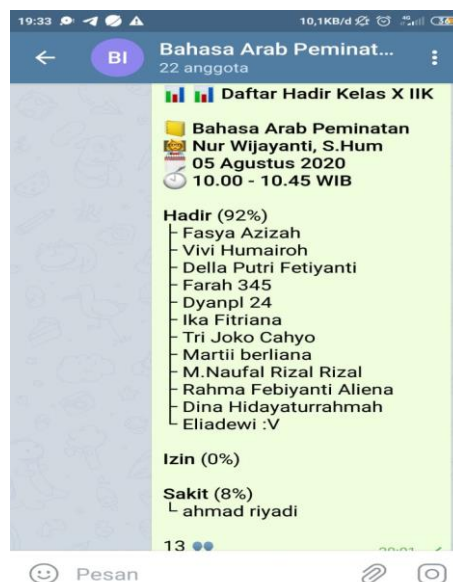 19:33
10,1KB/d
4G
BI
Bahasa Arab Peminat...
22 anggota
Daftar Hadir Kelas X IIK
Bahasa Arab Peminatan
Nur Wijayanti, S.Hum
05 Agustus 2020
10.00 - 10.45 WIB
Hadir (92%)
Fasya Azizah
Vivi Humairoh
Della Putri Fetiyanti
Farah 345
Dyanpl 24
Ika Fitriana
Tri Joko Cahyo
Martii berliana
M.Naufal Rizal Rizal
Rahma Febiyanti Aliena
Dina Hidayaturrahmah
Eliadewi :V
Izin (0%)
Sakit (8%)
ahmad riyadi
13
Pesan